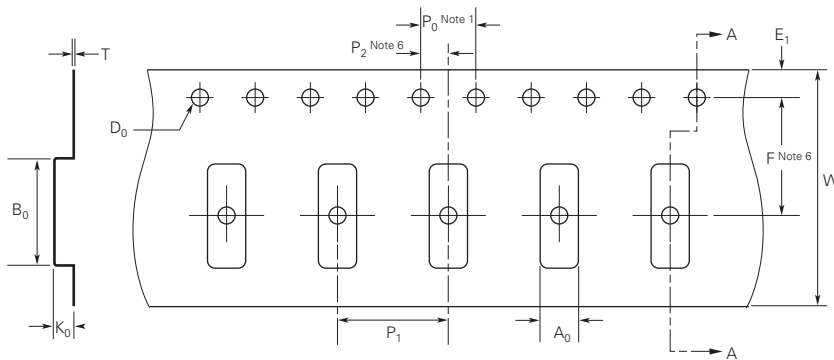 P₀ Note 1
A
E₁
T
P₂ Note 6
D₀
F Note 6
W
B₀
K₀
P₁
A₀
A